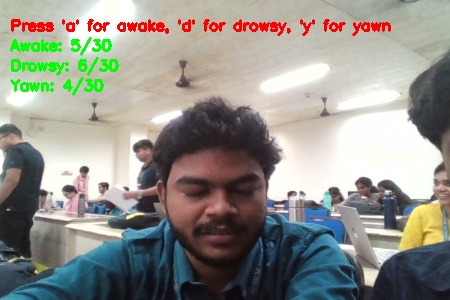 Press 'a' for awake, 'd' for drowsy, 'y' for yawn
Awake: 5/30
Drowsy: 6/30
Yawn: 4/30